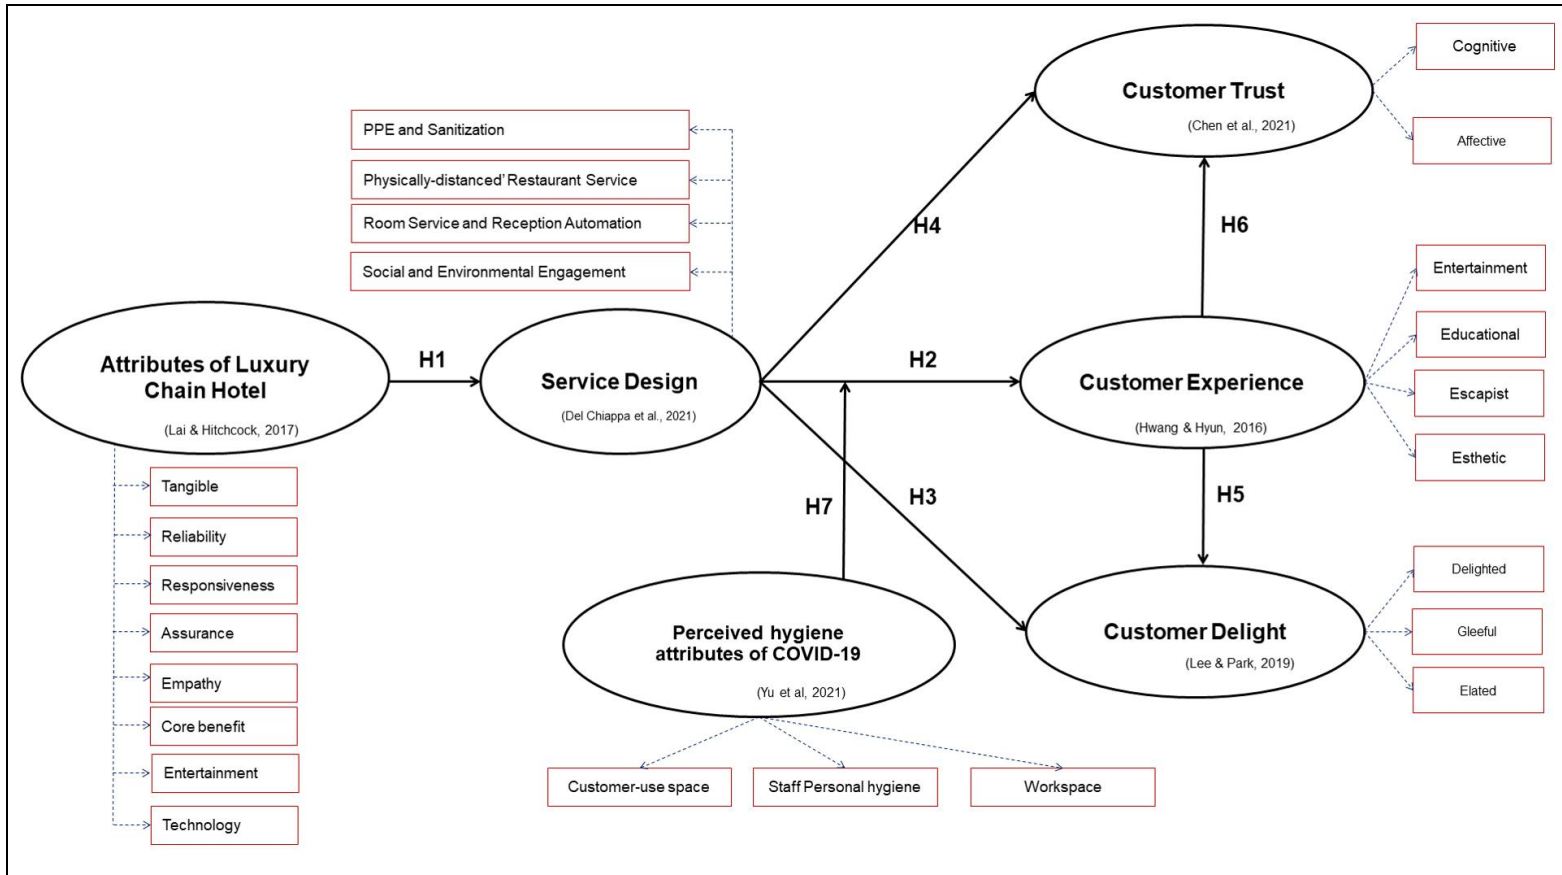 Cognitive
Customer Trust
(Chen et al., 2021)
Affective
PPE and Sanitization
Physically-distanced' Restaurant Service
Room Service and Reception Automation
Social and Environmental Engagement
H4
H6
Entertainment
Educational
Escapist
Esthetic
Attributes of Luxury
Chain Hotel
(Lai & Hitchcock, 2017)
H1
Service Design
(Del Chiappa et al., 2021)
H2
Customer Experience
(Hwang & Hyun, 2016)
Tangible
Reliability
Responsiveness
Assurance
Empathy
Core benefit
Entertainment
Technology
H7
H3
H5
Perceived hygiene
attributes of COVID-19
(Yu et al, 2021)
Customer Delight
(Lee & Park, 2019)
Delighted
Gleeful
Elated
Customer-use space
Staff Personal hygiene
Workspace